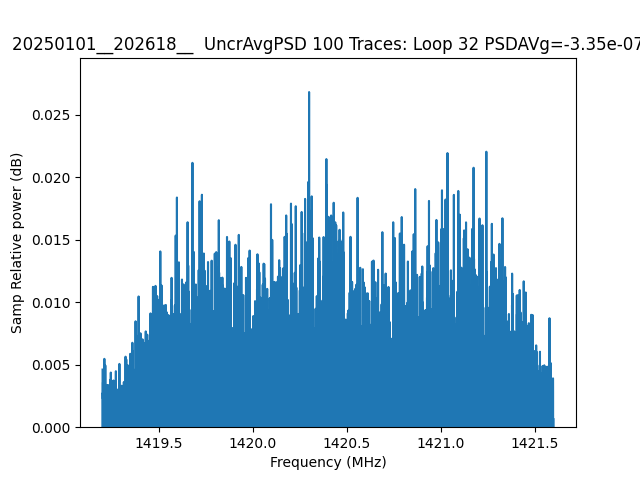 20250101__202618__ UncrAvgPSD 100 Traces: Loop 32 PSDAVg=-3.35e-07
0.025
0.020
0.015
0.010
0.005
0.000
Samp Relative power (dB)
1419.5 1420.0 1420.5 1421.0 1421.5
Frequency (MHz)